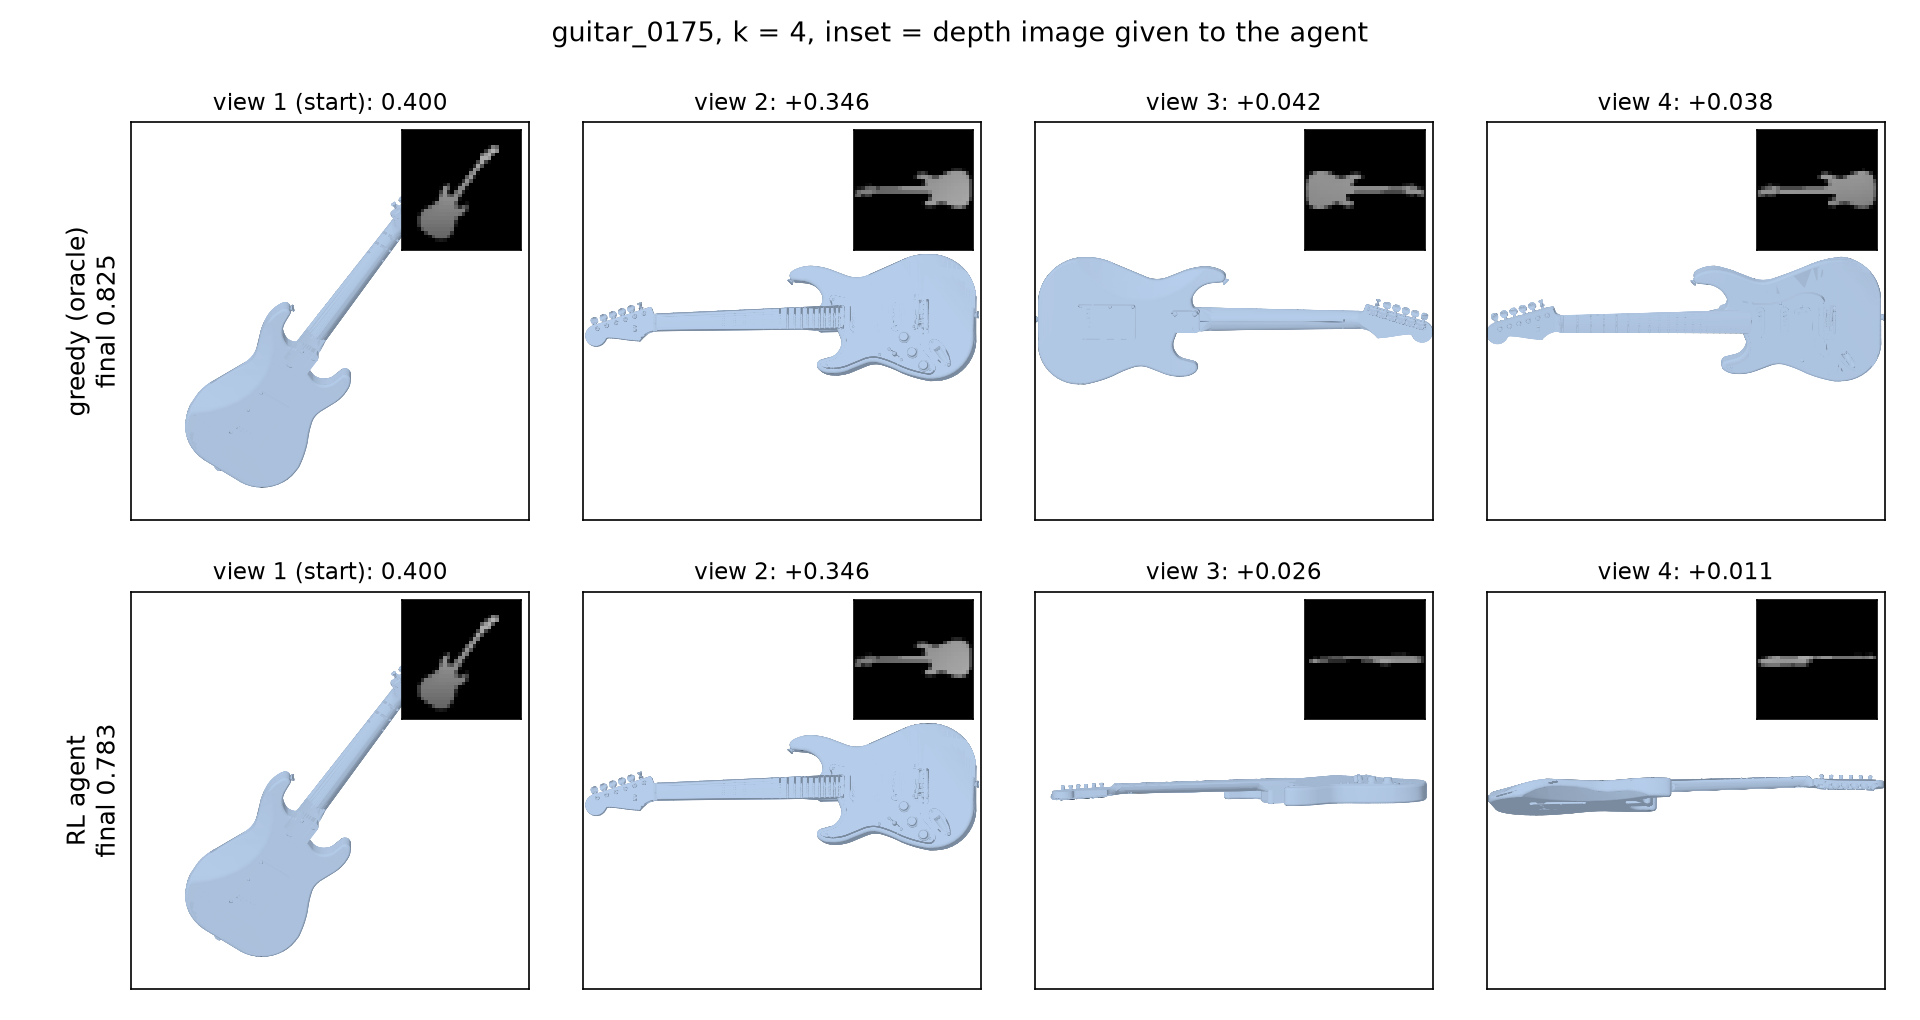 guitar_0175, k = 4, inset = depth image given to the agent
view 1 (start): 0.400
view 2: +0.346
view 3: +0.042
view 4: +0.038
greedy (oracle)
final 0.825
view 1 (start): 0.400
view 2: +0.346
view 3: +0.026
view 4: +0.011
RL agent
final 0.783